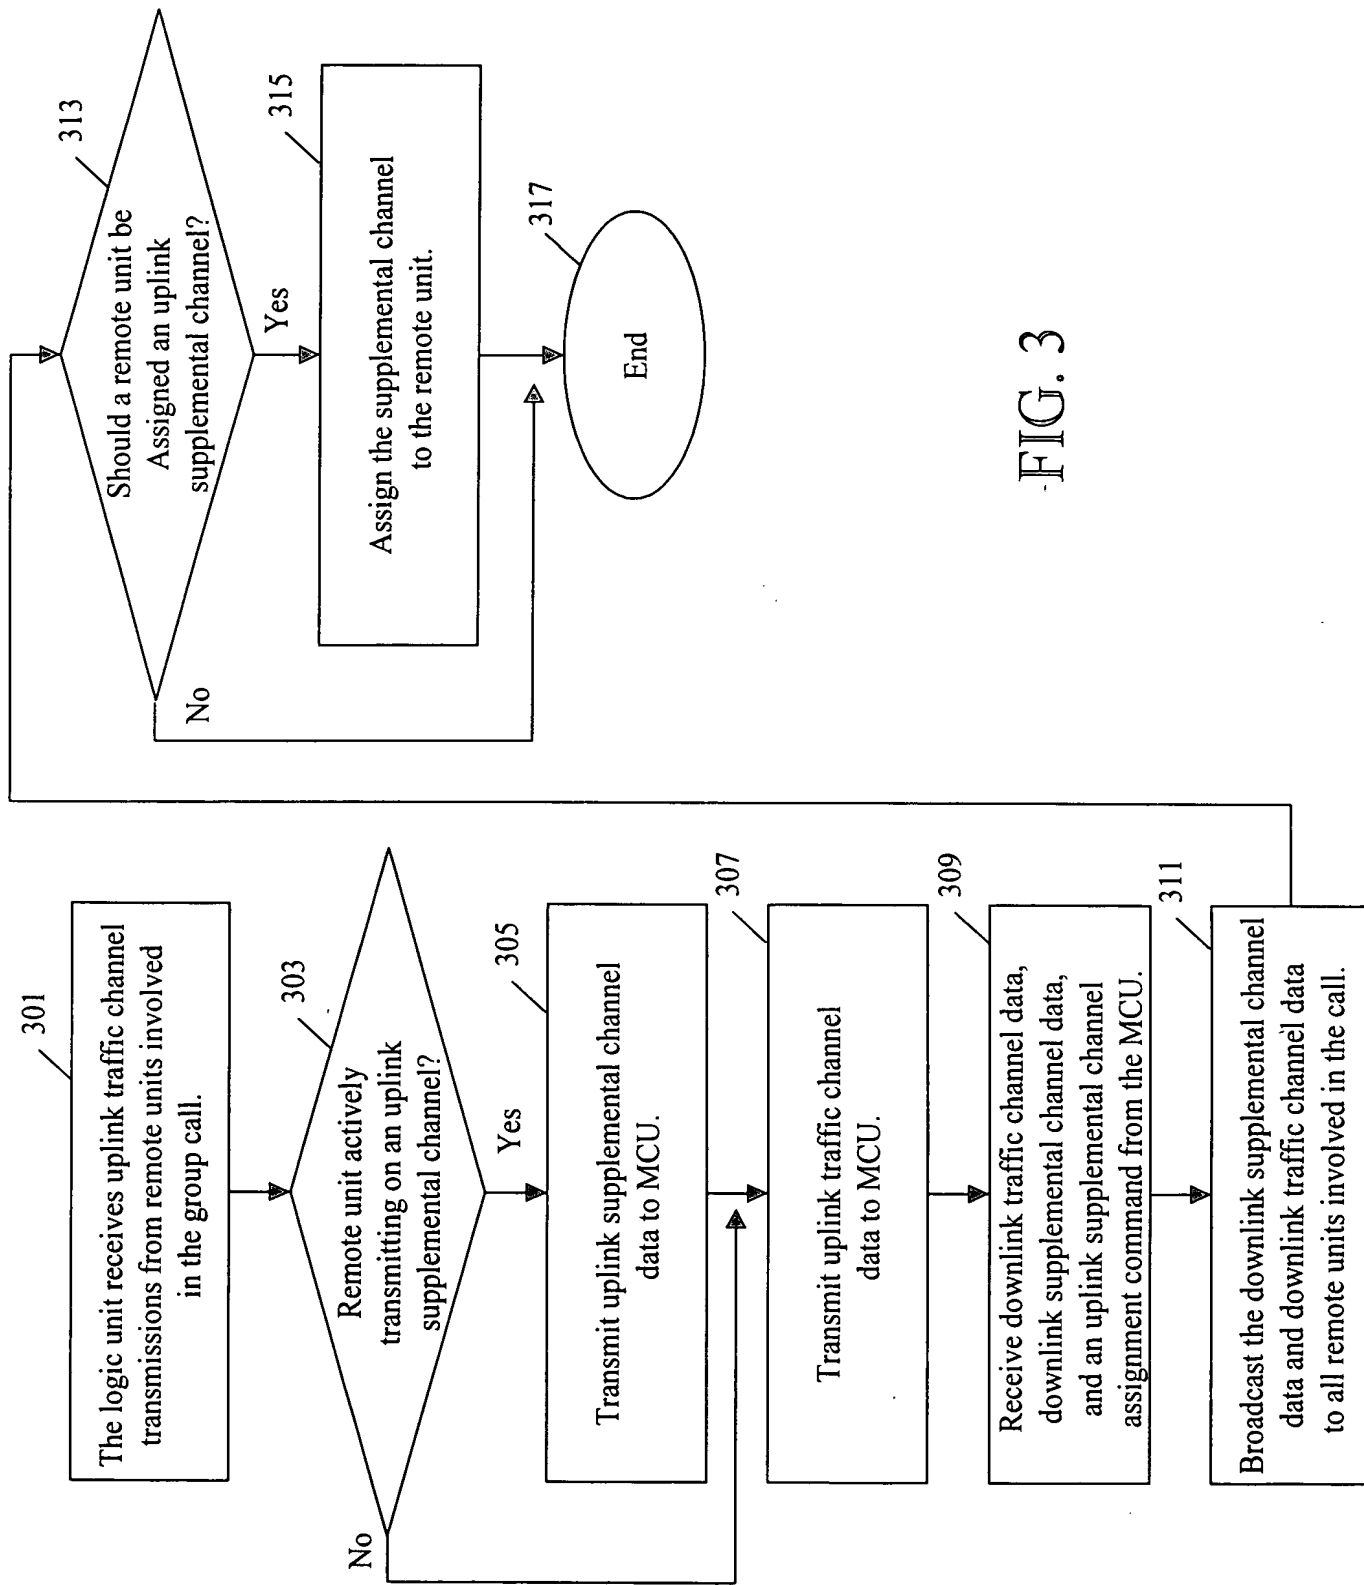 301
The logic unit receives uplink traffic channel
transmissions from remote units involved
in the group call.
303
Remote unit actively
transmitting on an uplink
supplemental channel?
No
Yes
305
Transmit uplink supplemental channel
data to MCU.
307
Transmit uplink traffic channel
data to MCU.
309
Receive downlink traffic channel data,
downlink supplemental channel data,
and an uplink supplemental channel
assignment command from the MCU.
311
Broadcast the downlink supplemental channel
data and downlink traffic channel data
to all remote units involved in the call.
313
Should a remote unit be
Assigned an uplink
supplemental channel?
No
Yes
315
Assign the supplemental channel
to the remote unit.
317
End
FIG. 3